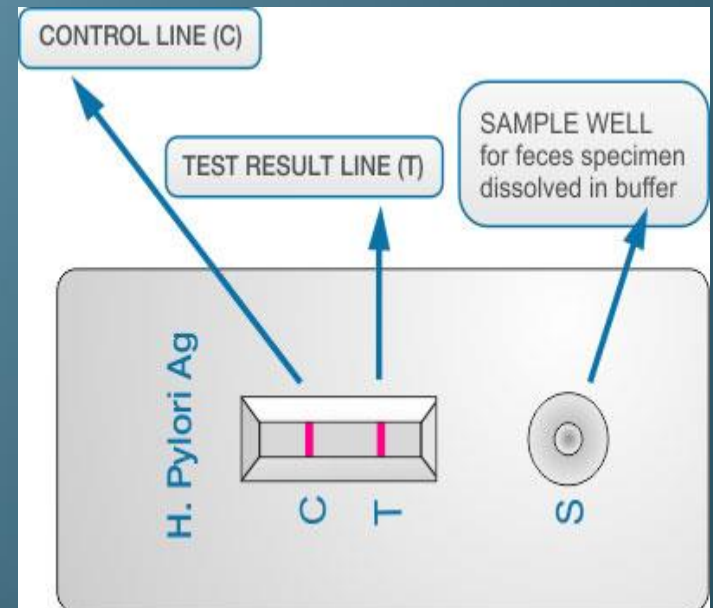 CONTROL LINE (C)
TEST RESULT LINE (T)
SAMPLE WELL
for feces specimen
dissolved in buffer
H. Pylori Ag
C
T
S